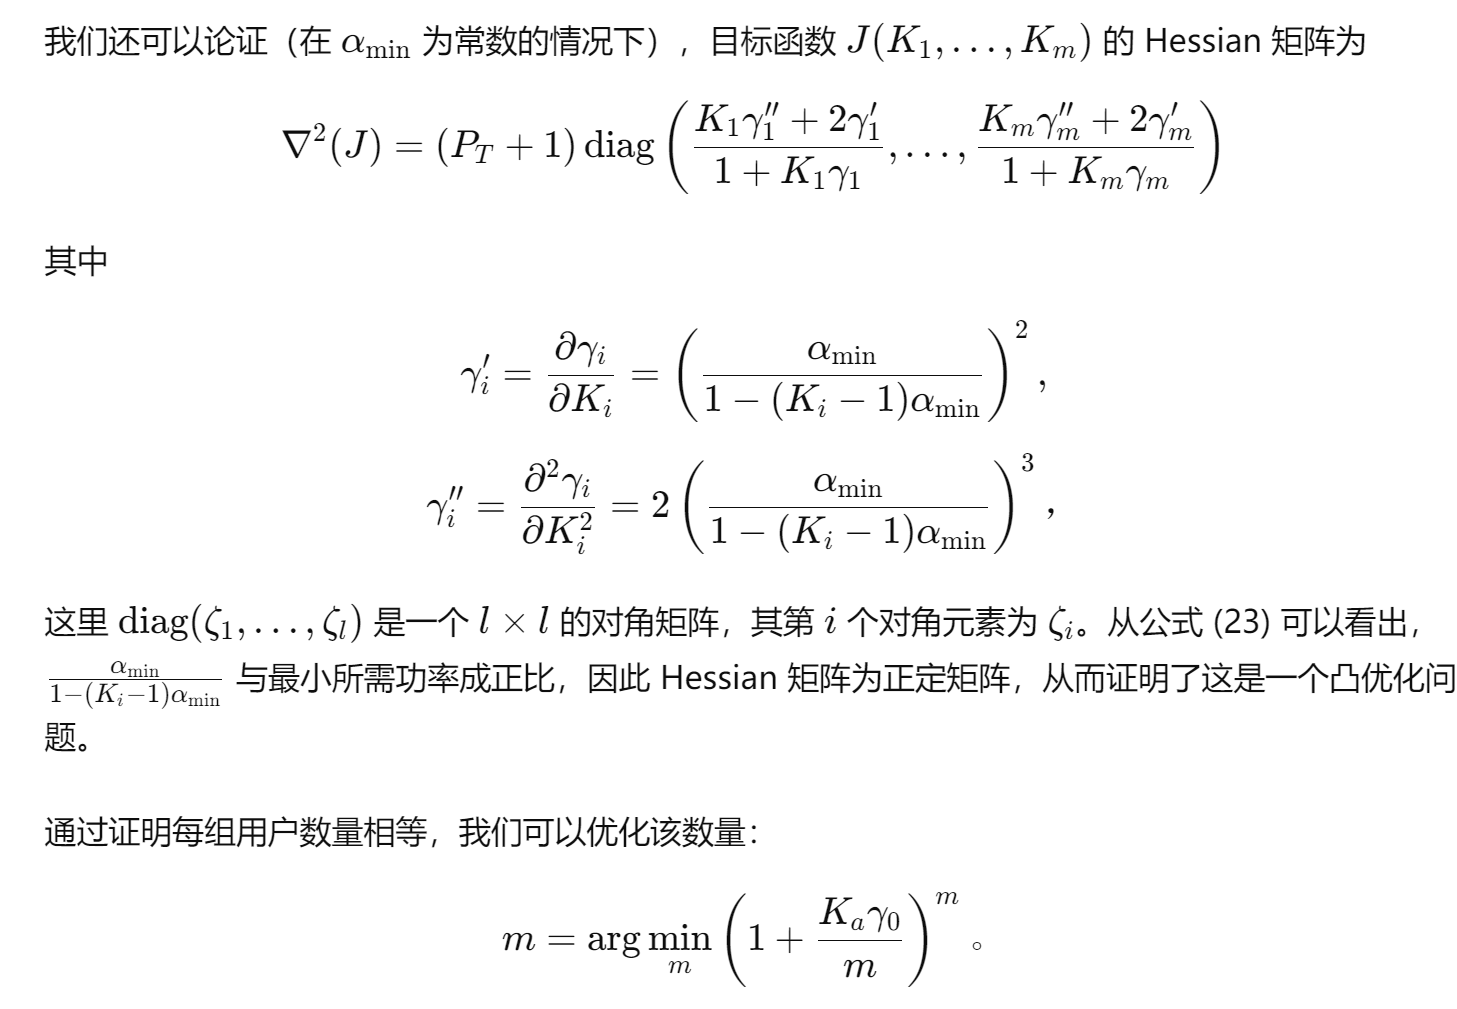 我们还可以论证（在 $\alpha_{\min}$ 为常数的情况下），目标函数 $J(K_1, \ldots, K_m)$ 的 Hessian 矩阵为
$$\nabla^2(J) = (P_T + 1)\,\mathrm{diag}\left(\frac{K_1\gamma_1'' + 2\gamma_1'}{1 + K_1\gamma_1}, \ldots, \frac{K_m\gamma_m'' + 2\gamma_m'}{1 + K_m\gamma_m}\right)$$
其中
$$\gamma_i' = \frac{\partial \gamma_i}{\partial K_i} = \left(\frac{\alpha_{\min}}{1 - (K_i - 1)\alpha_{\min}}\right)^2,$$
$$\gamma_i'' = \frac{\partial^2 \gamma_i}{\partial K_i^2} = 2\left(\frac{\alpha_{\min}}{1 - (K_i - 1)\alpha_{\min}}\right)^3,$$
这里 $\mathrm{diag}(\zeta_1, \ldots, \zeta_l)$ 是一个 $l \times l$ 的对角矩阵，其第 $i$ 个对角元素为 $\zeta_i$。从公式 (23) 可以看出，
$\frac{\alpha_{\min}}{1-(K_i-1)\alpha_{\min}}$ 与最小所需功率成正比，因此 Hessian 矩阵为正定矩阵，从而证明了这是一个凸优化问
题。
通过证明每组用户数量相等，我们可以优化该数量：
$$m = \arg\min_m \left(1 + \frac{K_a\gamma_0}{m}\right)^m 。$$